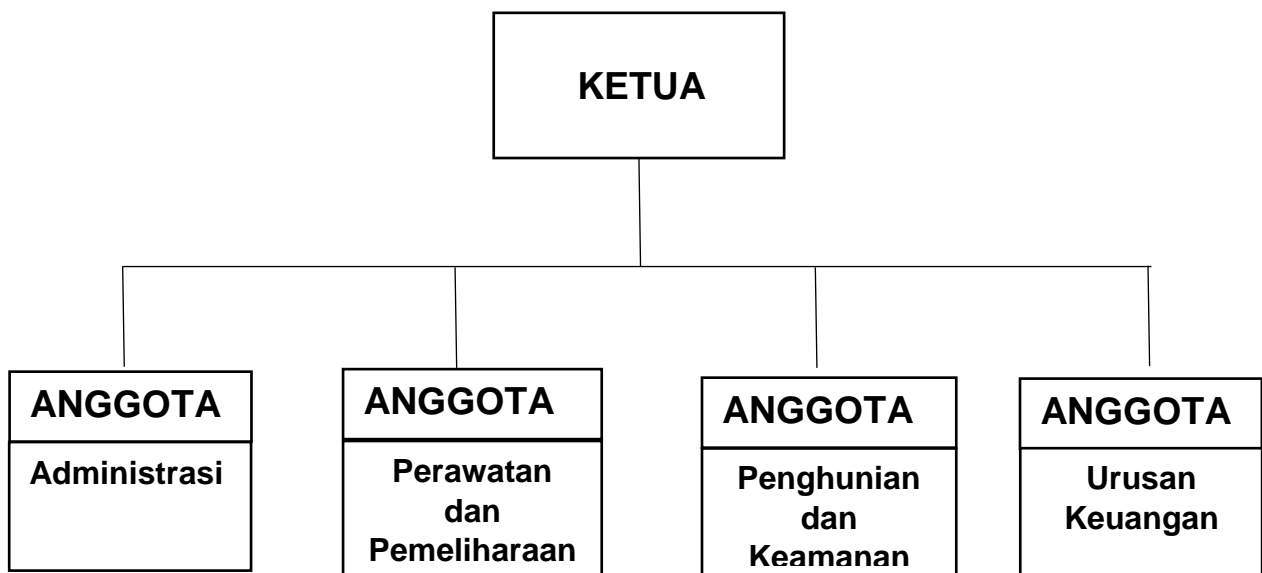 KETUA
ANGGOTA
Administrasi
ANGGOTA
Perawatan
dan
Pemeliharaan
ANGGOTA
Penghunian
dan
Keamanan
ANGGOTA
Urusan
Keuangan